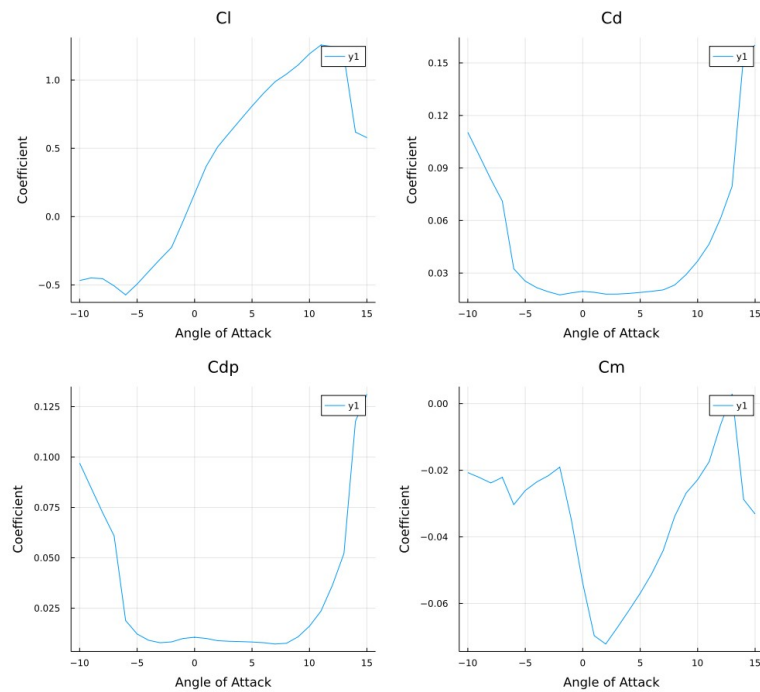 Cl
y1
1.0
0.5
0.0
−0.5
Coefficient
−10 −5 0 5 10 15
Angle of Attack
Cd
y1
0.15
0.12
0.09
0.06
0.03
Coefficient
−10 −5 0 5 10 15
Angle of Attack
Cdp
y1
0.125
0.100
0.075
0.050
0.025
Coefficient
−10 −5 0 5 10 15
Angle of Attack
Cm
y1
0.00
−0.02
−0.04
−0.06
Coefficient
−10 −5 0 5 10 15
Angle of Attack